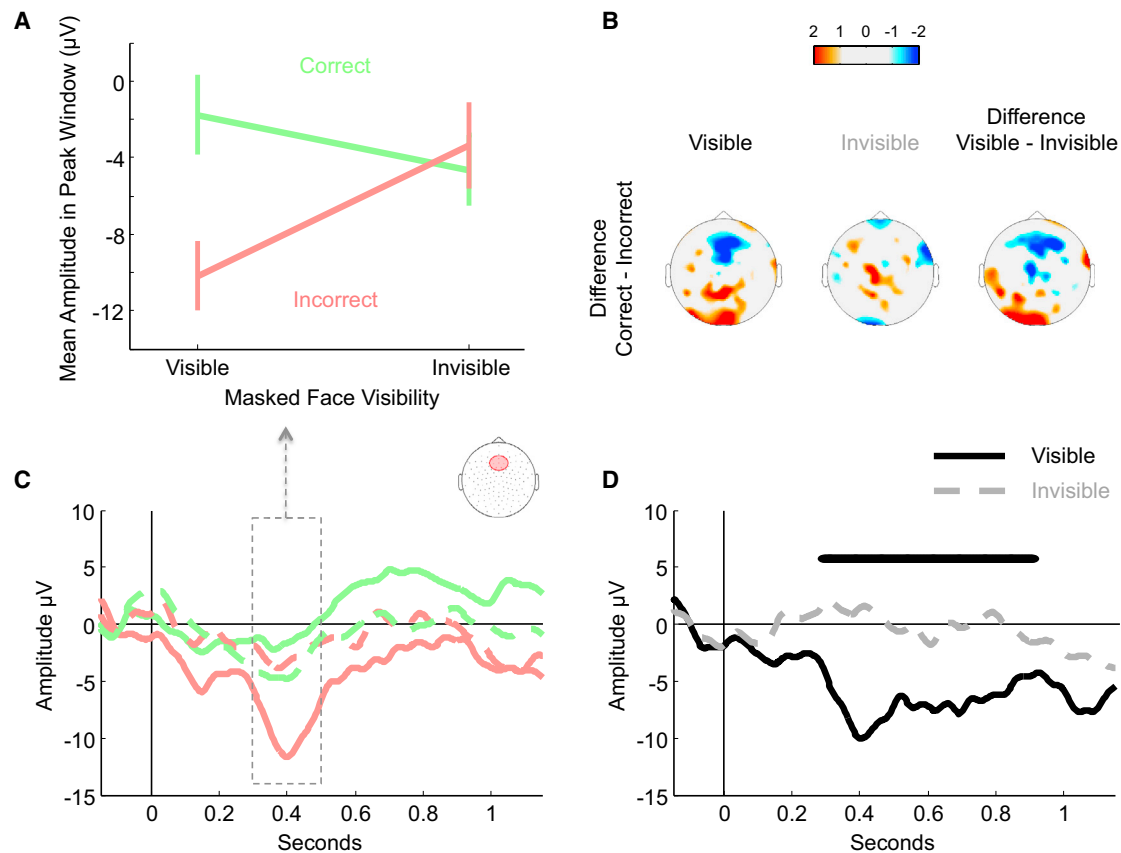 A
Mean Amplitude in Peak Window (µV)
0
-4
-8
-12
Correct
Incorrect
Visible
Invisible
Masked Face Visibility
B
2 1 0 -1 -2
Visible
Invisible
Difference
Visible - Invisible
Difference
Correct - Incorrect
C
Amplitude µV
10
5
0
-5
-10
-15
0 0.2 0.4 0.6 0.8 1
Seconds
D
Visible
Invisible
Amplitude µV
10
5
0
-5
-10
-15
0 0.2 0.4 0.6 0.8 1
Seconds